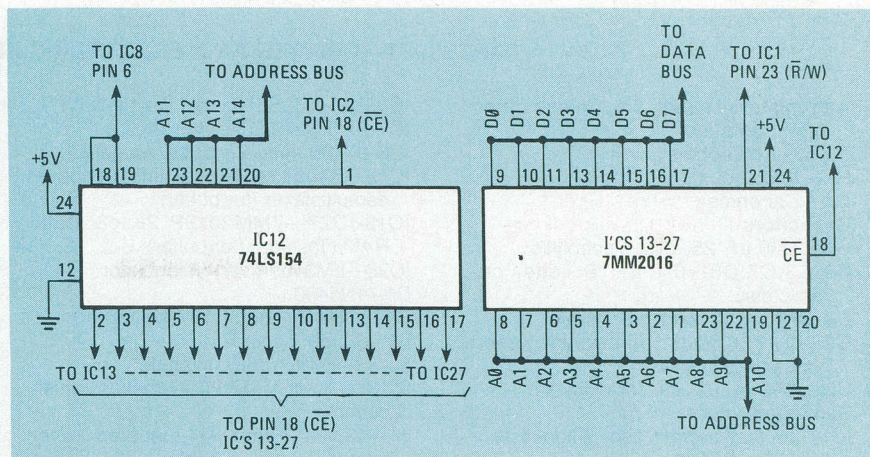 TO IC8
PIN 6
TO ADDRESS BUS
A11
A12
A13
A14
TO IC2
PIN 18 (CE)
+5V
18 19 23 22 21 20 1
24
12
IC12
74LS154
2 3 4 5 6 7 8 9 10 11 13 14 15 16 17
TO IC13 TO IC27
TO PIN 18 (CE)
IC'S 13-27
TO
DATA
BUS
TO IC1
PIN 23 (R/W)
D0
D1
D2
D3
D4
D5
D6
D7
+5V
TO
IC12
9 10 11 13 14 15 16 17 21 24
I'CS 13-27
7MM2016
CE
18
8 7 6 5 4 3 2 1 23 22 19 12 20
A0
A1
A2
A3
A4
A5
A6
A7
A8
A9
A10
TO ADDRESS BUS